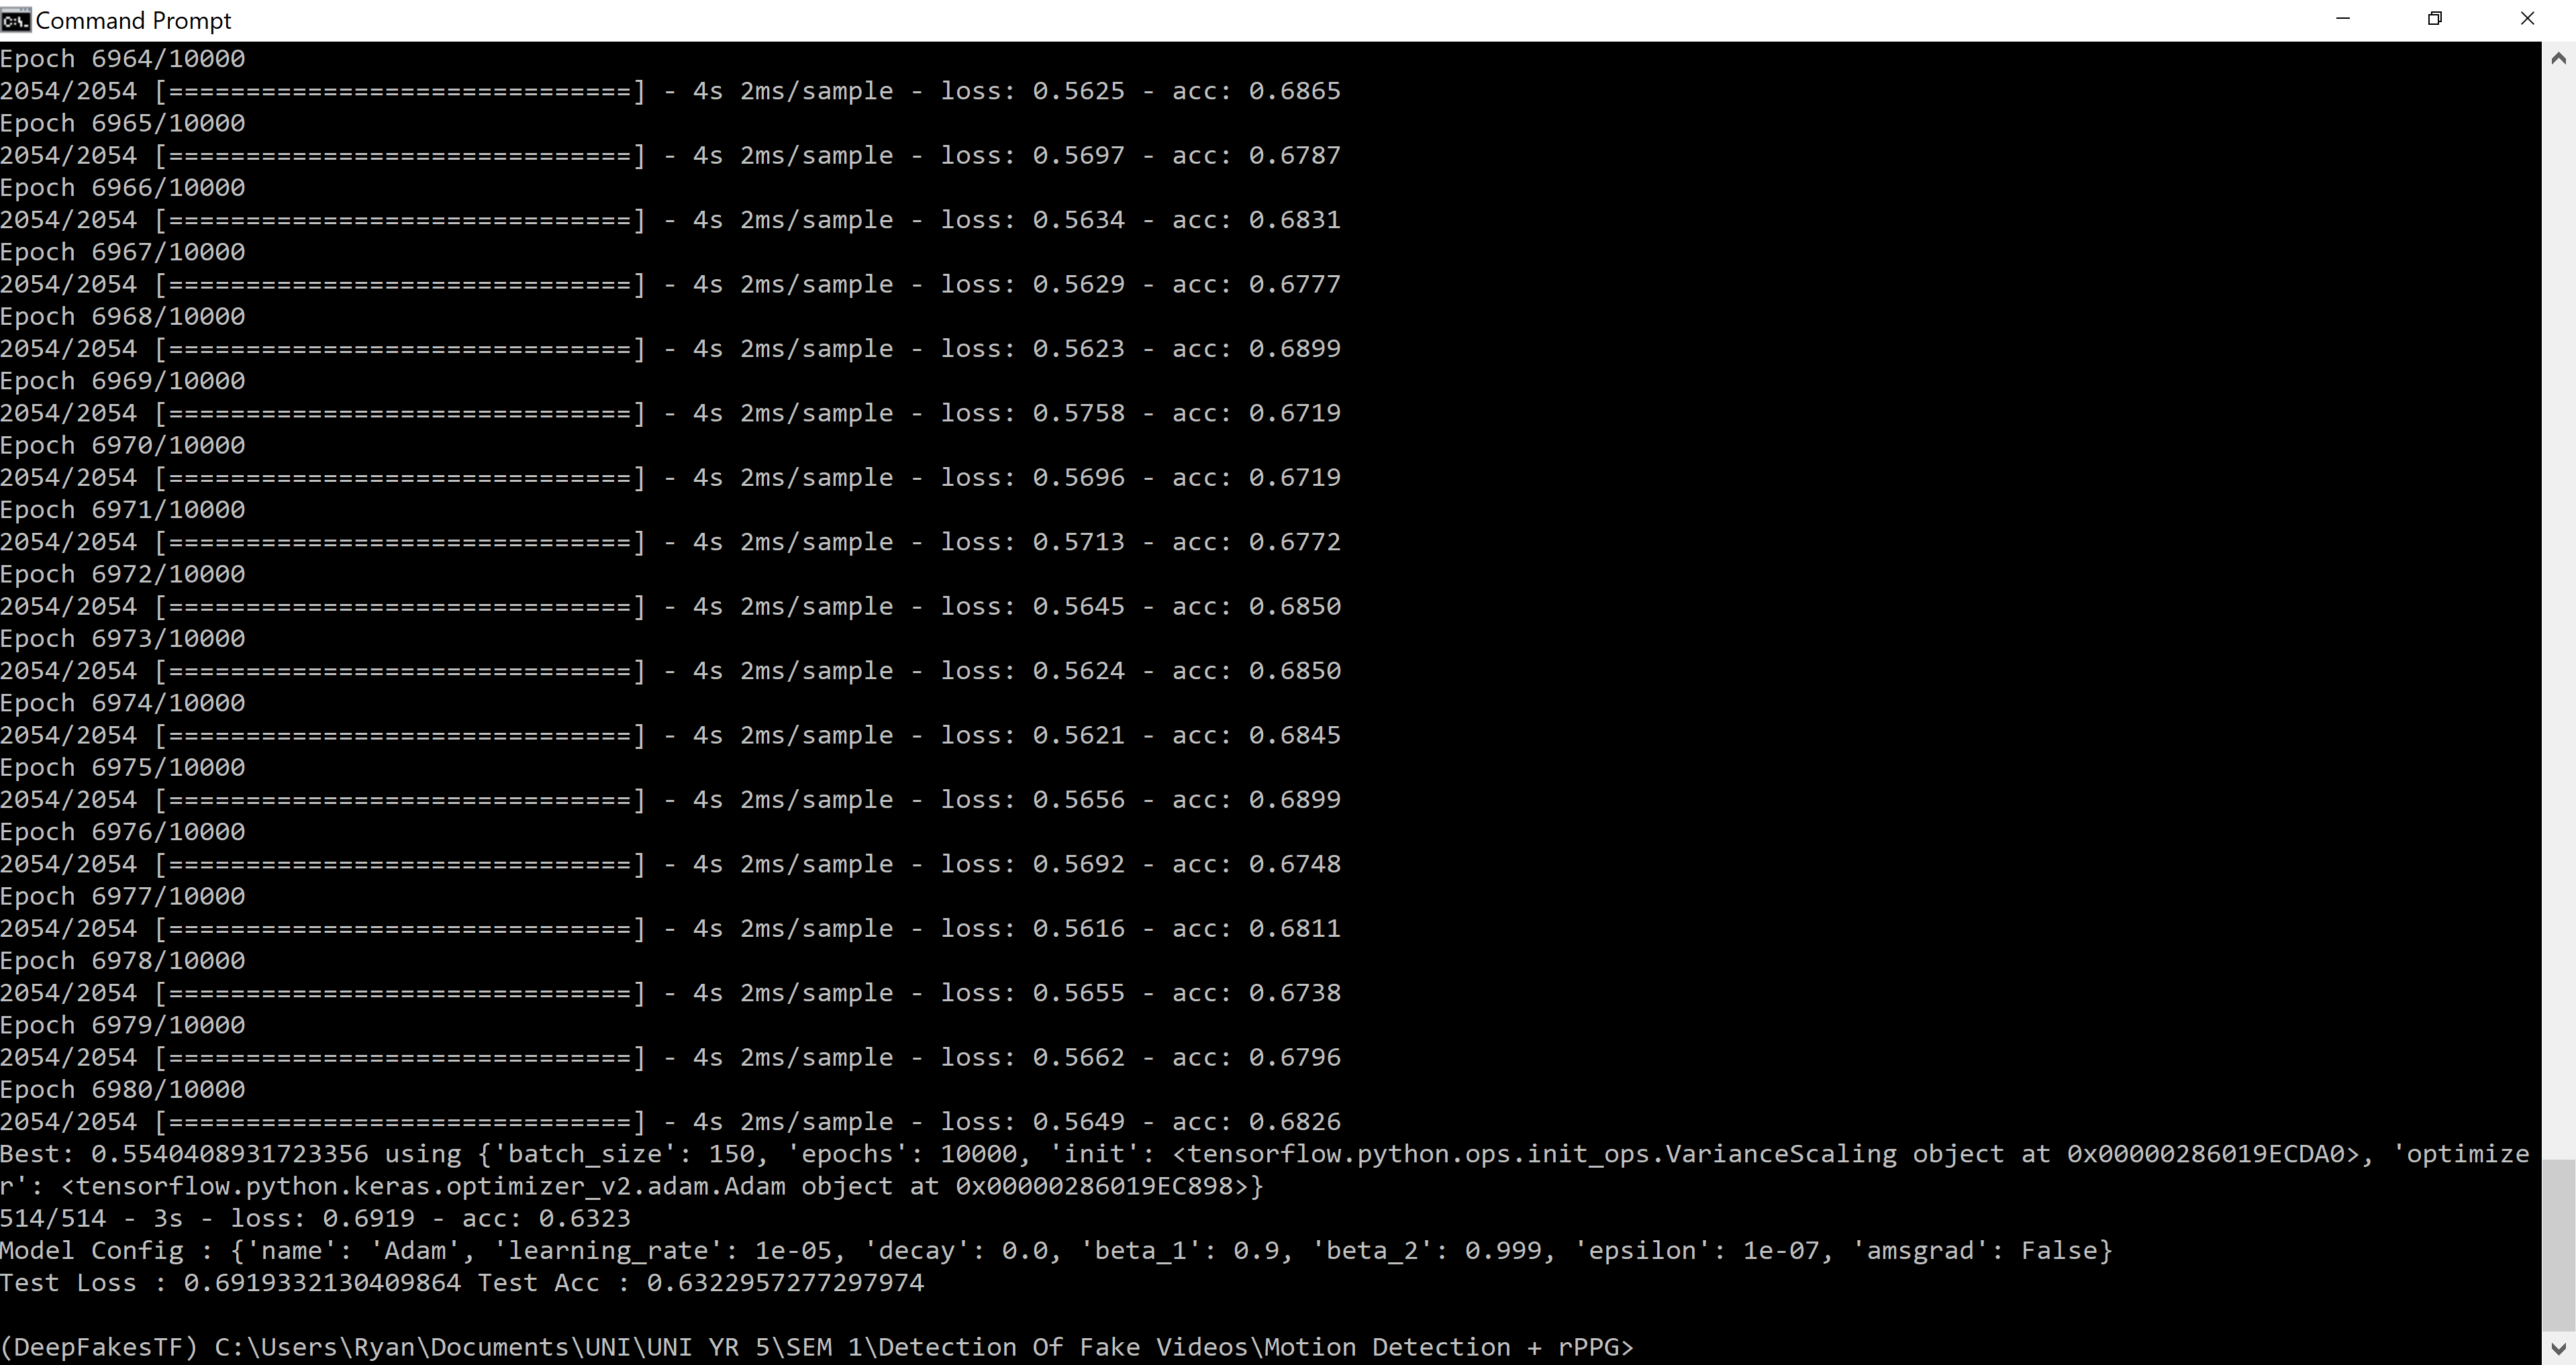 Command Prompt
Epoch 6964/10000
2054/2054 [==============================] - 4s 2ms/sample - loss: 0.5625 - acc: 0.6865
Epoch 6965/10000
2054/2054 [==============================] - 4s 2ms/sample - loss: 0.5697 - acc: 0.6787
Epoch 6966/10000
2054/2054 [==============================] - 4s 2ms/sample - loss: 0.5634 - acc: 0.6831
Epoch 6967/10000
2054/2054 [==============================] - 4s 2ms/sample - loss: 0.5629 - acc: 0.6777
Epoch 6968/10000
2054/2054 [==============================] - 4s 2ms/sample - loss: 0.5623 - acc: 0.6899
Epoch 6969/10000
2054/2054 [==============================] - 4s 2ms/sample - loss: 0.5758 - acc: 0.6719
Epoch 6970/10000
2054/2054 [==============================] - 4s 2ms/sample - loss: 0.5696 - acc: 0.6719
Epoch 6971/10000
2054/2054 [==============================] - 4s 2ms/sample - loss: 0.5713 - acc: 0.6772
Epoch 6972/10000
2054/2054 [==============================] - 4s 2ms/sample - loss: 0.5645 - acc: 0.6850
Epoch 6973/10000
2054/2054 [==============================] - 4s 2ms/sample - loss: 0.5624 - acc: 0.6850
Epoch 6974/10000
2054/2054 [==============================] - 4s 2ms/sample - loss: 0.5621 - acc: 0.6845
Epoch 6975/10000
2054/2054 [==============================] - 4s 2ms/sample - loss: 0.5656 - acc: 0.6899
Epoch 6976/10000
2054/2054 [==============================] - 4s 2ms/sample - loss: 0.5692 - acc: 0.6748
Epoch 6977/10000
2054/2054 [==============================] - 4s 2ms/sample - loss: 0.5616 - acc: 0.6811
Epoch 6978/10000
2054/2054 [==============================] - 4s 2ms/sample - loss: 0.5655 - acc: 0.6738
Epoch 6979/10000
2054/2054 [==============================] - 4s 2ms/sample - loss: 0.5662 - acc: 0.6796
Epoch 6980/10000
2054/2054 [==============================] - 4s 2ms/sample - loss: 0.5649 - acc: 0.6826
Best: 0.5540408931723356 using {'batch_size': 150, 'epochs': 10000, 'init': <tensorflow.python.ops.init_ops.VarianceScaling object at 0x00000286019ECDA0>, 'optimize
r': <tensorflow.python.keras.optimizer_v2.adam.Adam object at 0x00000286019EC898>}
514/514 - 3s - loss: 0.6919 - acc: 0.6323
Model Config : {'name': 'Adam', 'learning_rate': 1e-05, 'decay': 0.0, 'beta_1': 0.9, 'beta_2': 0.999, 'epsilon': 1e-07, 'amsgrad': False}
Test Loss : 0.6919332130409864 Test Acc : 0.6322957277297974
(DeepFakesTF) C:\Users\Ryan\Documents\UNI\UNI YR 5\SEM 1\Detection Of Fake Videos\Motion Detection + rPPG>